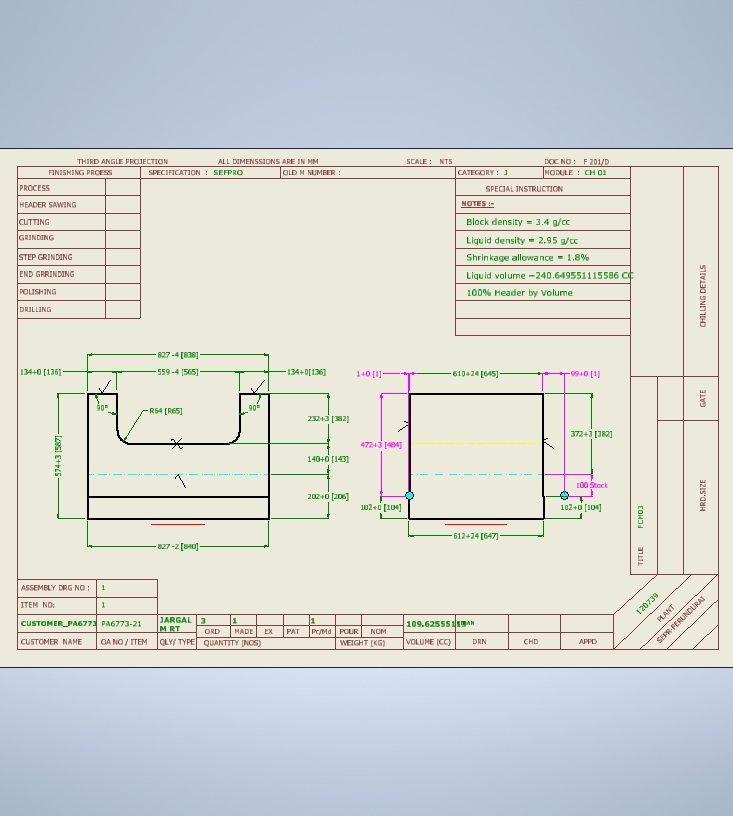 THIRD ANGLE PROJECTION ALL DIMENSSIONS ARE IN MM SCALE : NTS DOC NO : F 201/D
FINISHING PROESS SPECIFICATION : SEFPRO OLD M NUMBER : CATEGORY : J MODULE : CH 01
PROCESS
HEADER SAWING
CUTTING
GRINDING
STEP GRINDING
END GRRINDING
POLISHING
DRILLING
SPECIAL INSTRUCTION
NOTES :-
Block density = 3.4 g/cc
Liquid density = 2.95 g/cc
Shrinkage allowance = 1.8%
Liquid volume =240.649551115586 CC
100% Header by Volume
CHILLING DETAILS
GATE
HRD.SIZE
TITLE FCH03
827 -4 [838]
134+0 [136] 559 -4 [565] 134+0[136]
90° R64 [R65] 90°
574+3 [587]
232+3 [382]
140+0 [143]
202+0 [206]
827 -2 [840]
1+0 [1] 610+24 [645] 99+0 [1]
472+3 [484]
372+3 [382]
100 Stock
102+0 [104] 102+0 [104]
612+24 [647]
ASSEMBLY DRG NO : 1
ITEM NO: 1
CUSTOMER_PA6773 PA6773-21 JARGAL M RT 3 1 1 109.62555119
ORD MADE EX PAT Pc/Md POUR NOM
CUSTOMER NAME OA NO / ITEM QLY/ TYPE QUANTITY (NOS) WEIGHT (KG) VOLUME (CC) DRN CHD APPD
120739
PLANT
SEPR-PERUNDURAI